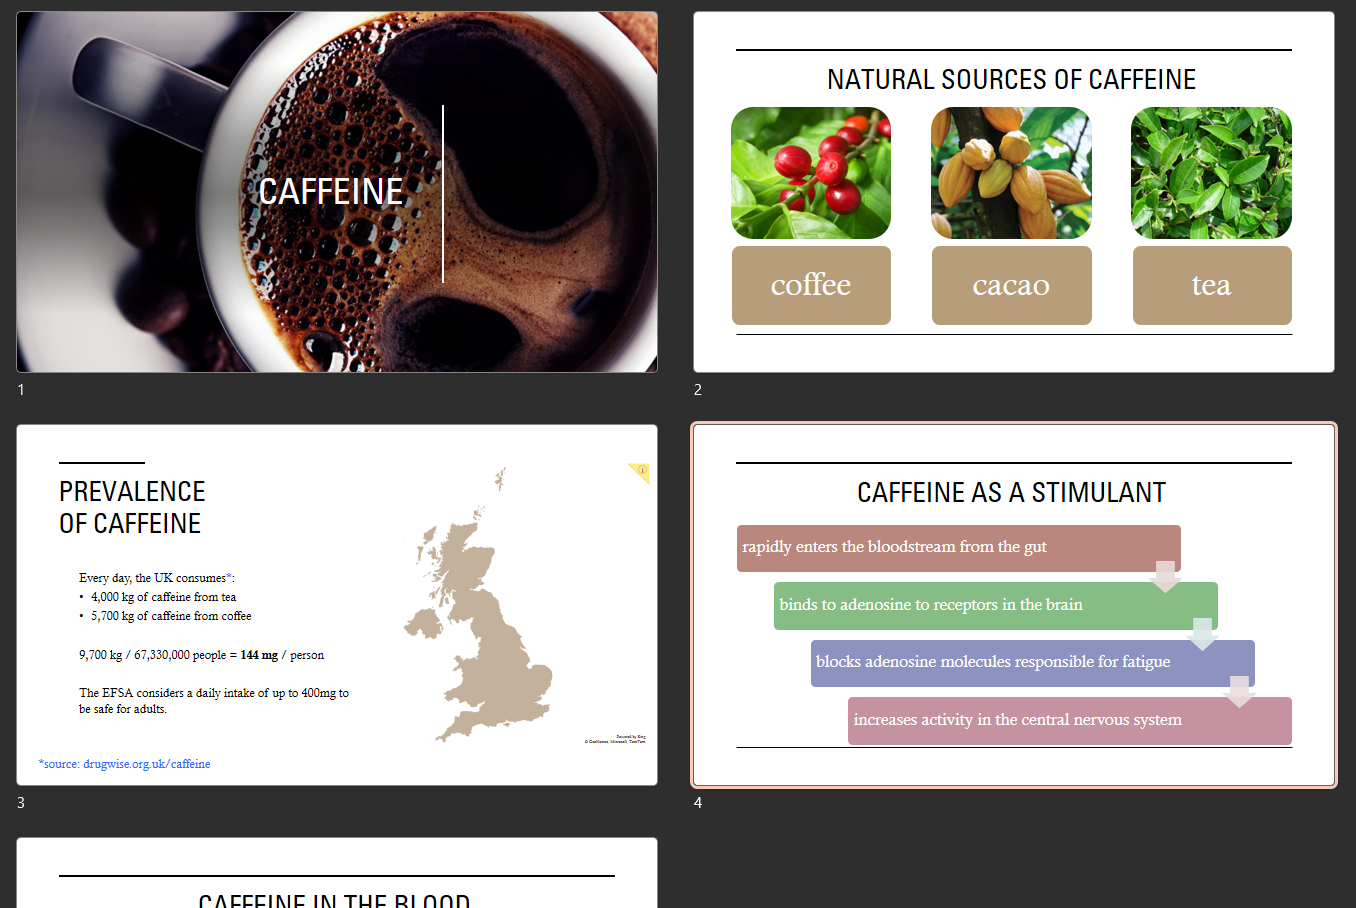 CAFFEINE
1
NATURAL SOURCES OF CAFFEINE
coffee
cacao
tea
2
PREVALENCE
OF CAFFEINE
Every day, the UK consumes*:
• 4,000 kg of caffeine from tea
• 5,700 kg of caffeine from coffee
9,700 kg / 67,330,000 people = 144 mg / person
The EFSA considers a daily intake of up to 400mg to
be safe for adults.
Powered by Bing
© GeoNames, Microsoft, TomTom
*source: drugwise.org.uk/caffeine
3
CAFFEINE AS A STIMULANT
rapidly enters the bloodstream from the gut
binds to adenosine to receptors in the brain
blocks adenosine molecules responsible for fatigue
increases activity in the central nervous system
4
CAFFEINE IN THE BLOOD